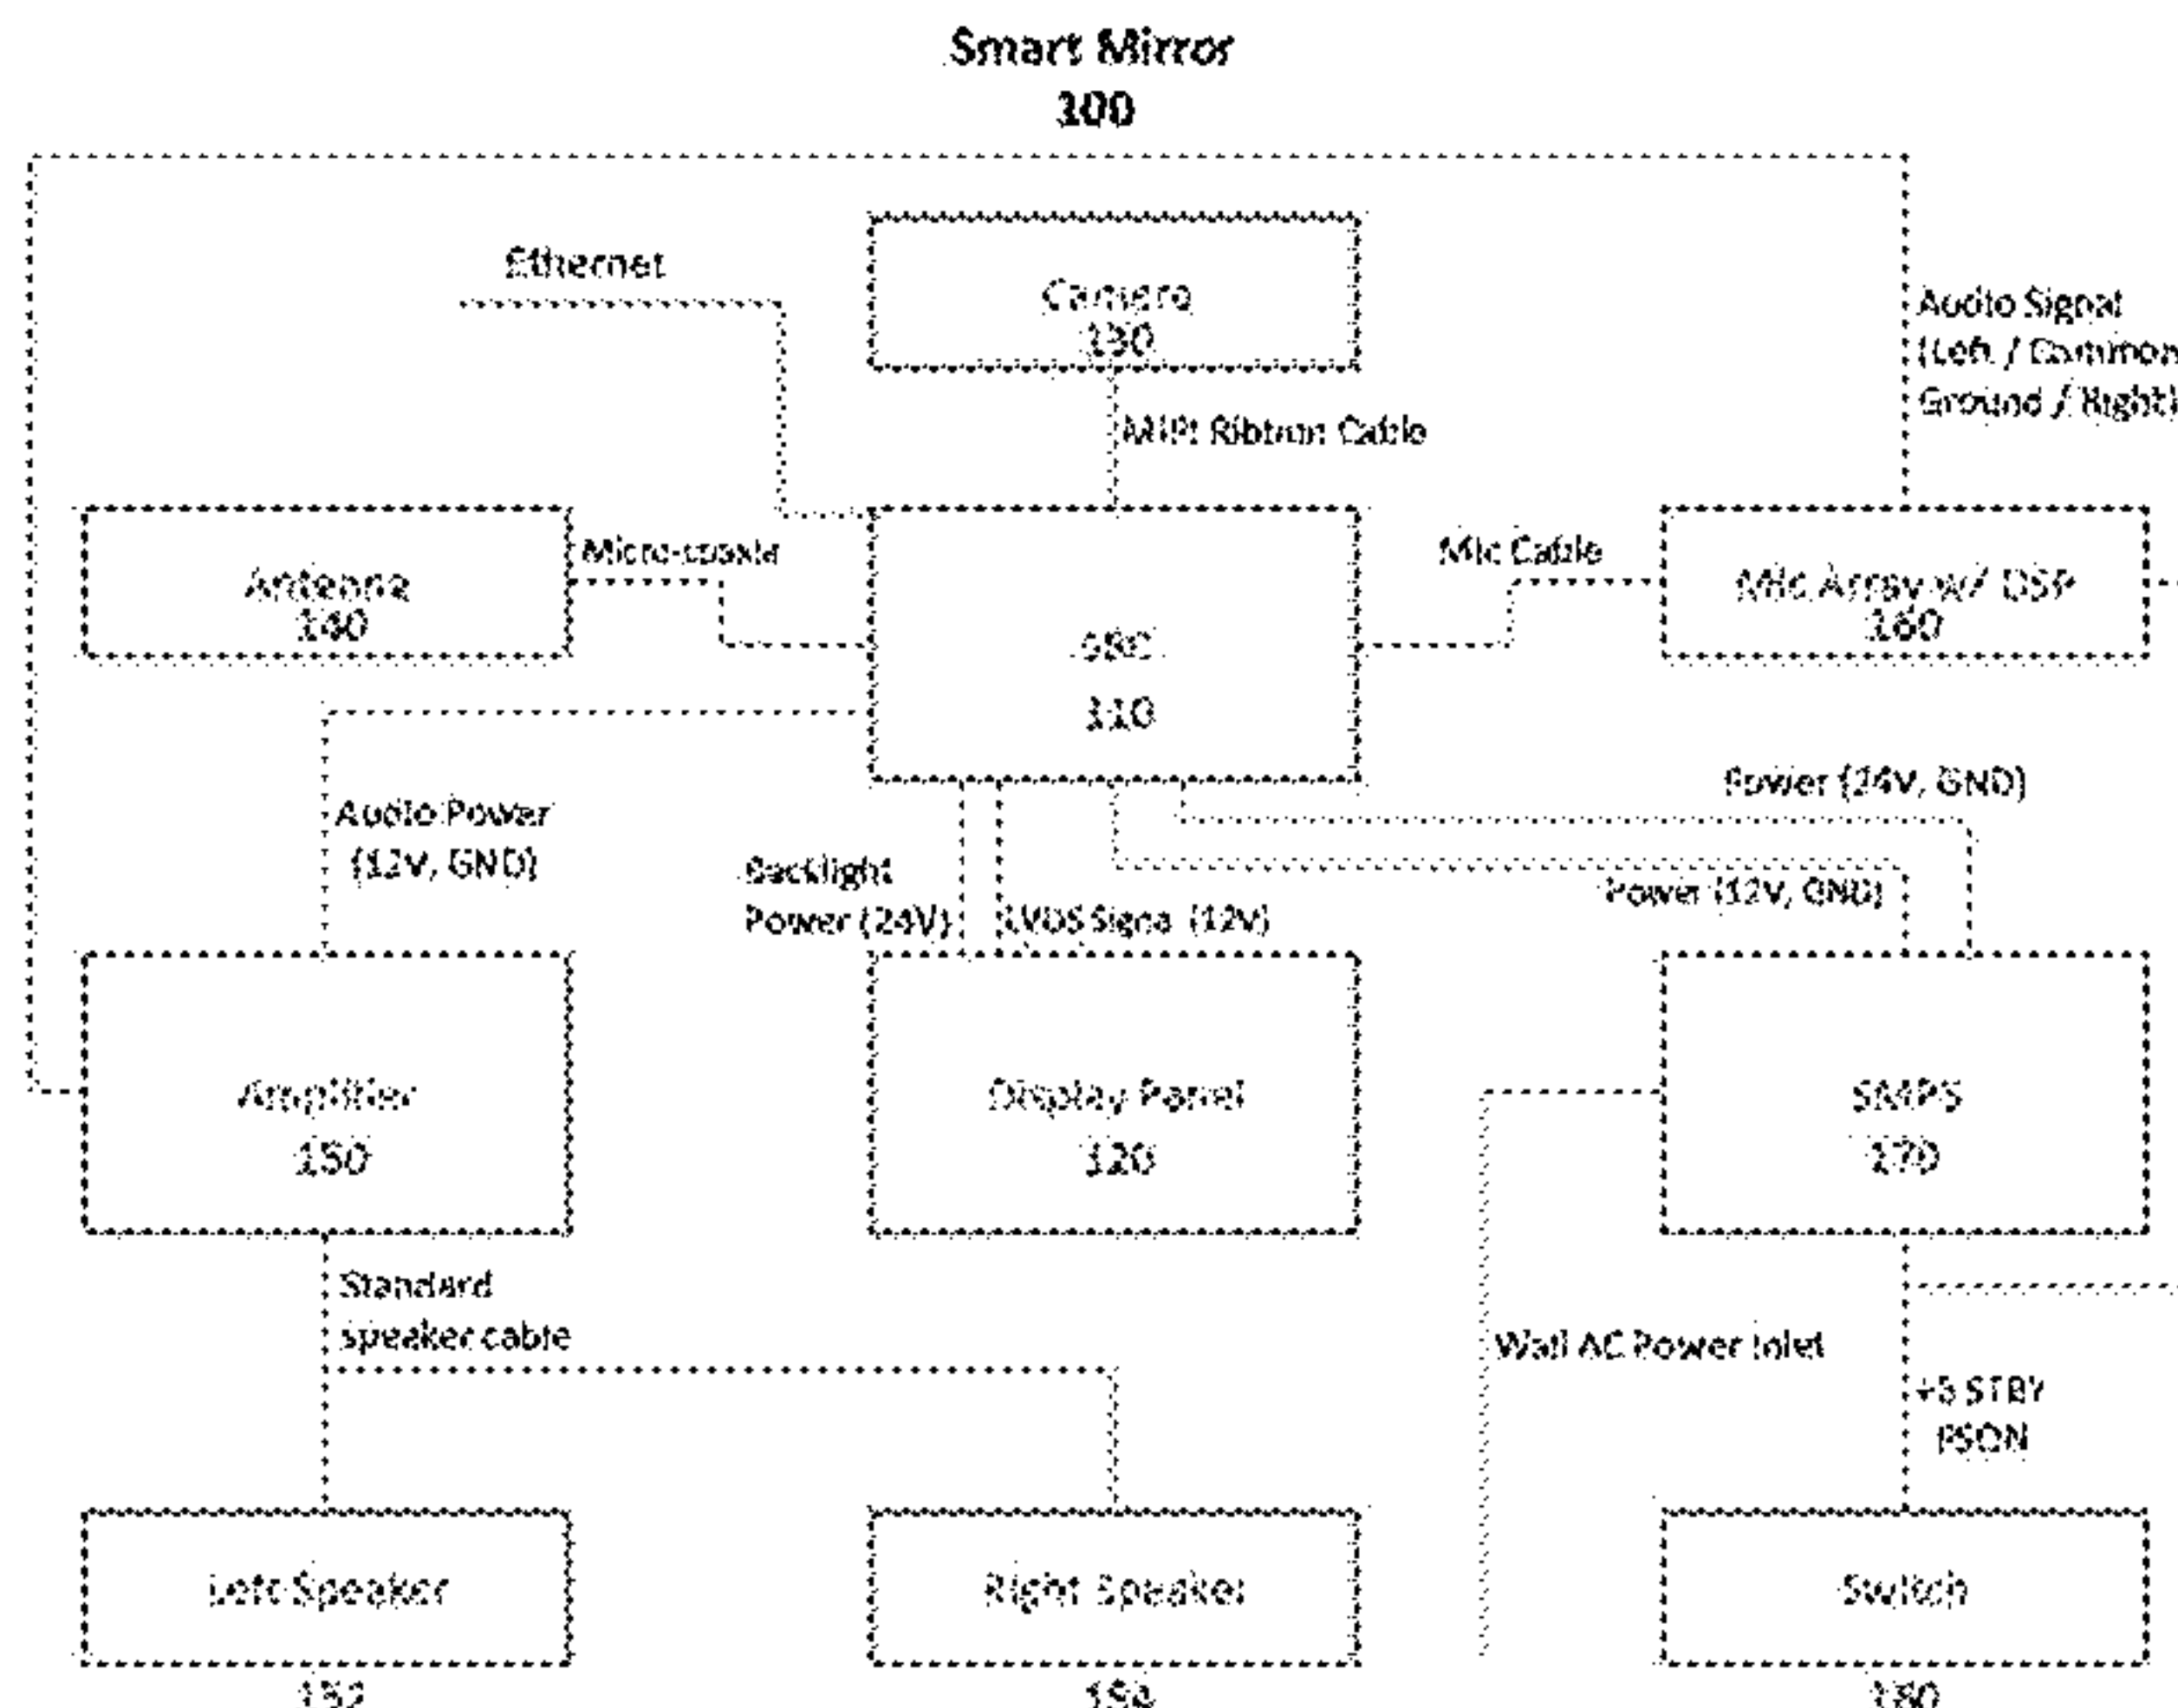 Smart Mirror
100
Ethernet
Camera
130
Audio Signal
(Left / Common
Ground / Right)
MIPI Ribbon Cable
Antenna
140
Micro-coaxle
SBC
110
Mic Cable
Mic Array w/ DSP
160
Audio Power
(12V, GND)
Backlight
Power (24V)
LVDS Signal (12V)
Power (24V, GND)
Power (12V, GND)
Amplifier
150
Display Panel
120
SMPS
170
Standard
speaker cable
Wall AC Power Inlet
+5 STBY
PSON
Left Speaker
152
Right Speaker
154
Switch
180